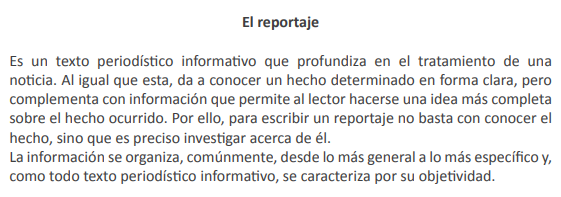 El reportaje
Es un texto periodístico informativo que profundiza en el tratamiento de una
noticia. Al igual que esta, da a conocer un hecho determinado en forma clara, pero
complementa con información que permite al lector hacerse una idea más completa
sobre el hecho ocurrido. Por ello, para escribir un reportaje no basta con conocer el
hecho, sino que es preciso investigar acerca de él.
La información se organiza, comúnmente, desde lo más general a lo más específico y,
como todo texto periodístico informativo, se caracteriza por su objetividad.